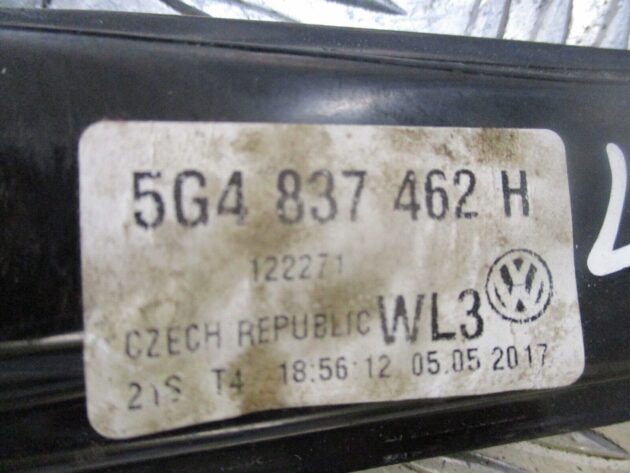 5G4 837 462 H
122271
CZECH REPUBLIC WL3
21S T4 18:56:12 05.05 2017